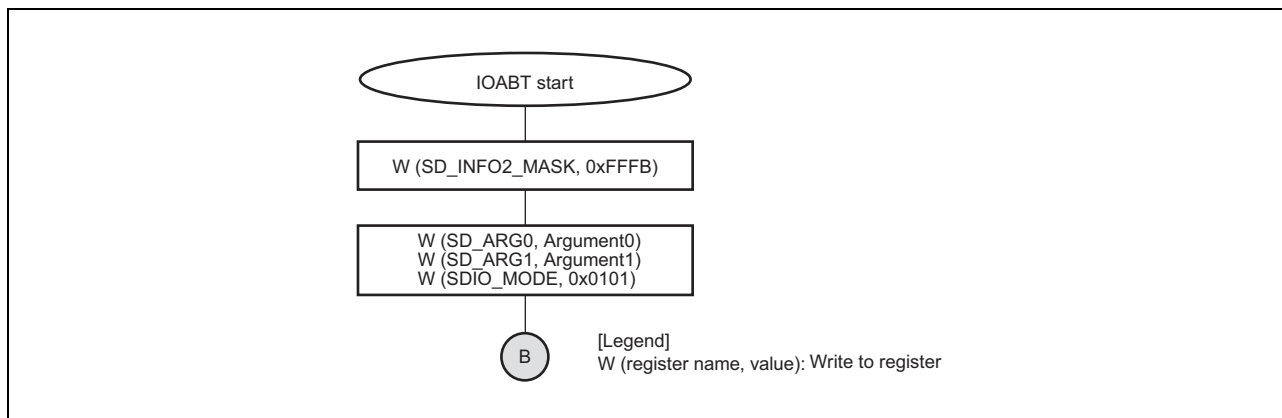 IOABT start
W (SD_INFO2_MASK, 0xFFFB)
W (SD_ARG0, Argument0)
W (SD_ARG1, Argument1)
W (SDIO_MODE, 0x0101)
B
[Legend]
W (register name, value): Write to register